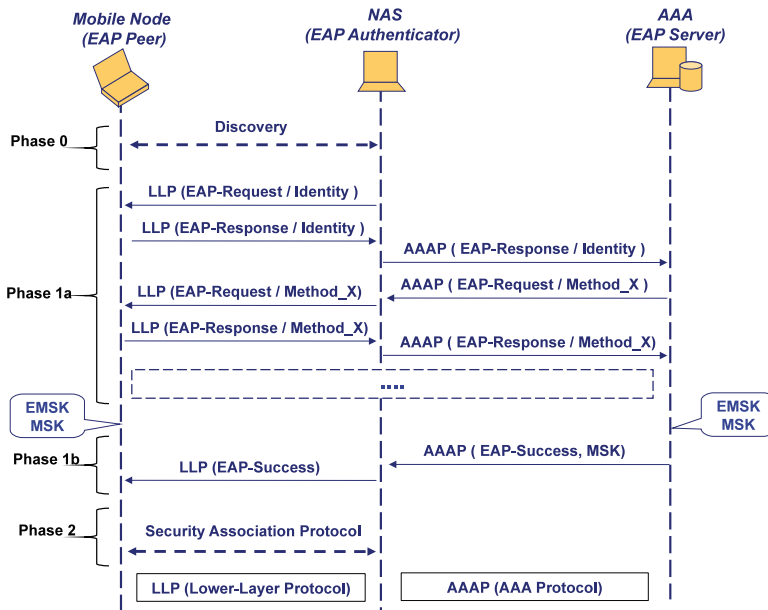 Mobile Node
(EAP Peer)
NAS
(EAP Authenticator)
AAA
(EAP Server)
Phase 0
Discovery
LLP (EAP-Request / Identity )
LLP (EAP-Response / Identity )
AAAP ( EAP-Response / Identity )
Phase 1a
LLP (EAP-Request / Method_X)
AAAP ( EAP-Request / Method_X )
LLP (EAP-Response / Method_X)
AAAP ( EAP-Response / Method_X)
....
EMSK
MSK
EMSK
MSK
Phase 1b
AAAP ( EAP-Success, MSK)
LLP (EAP-Success)
Phase 2
Security Association Protocol
LLP (Lower-Layer Protocol)
AAAP (AAA Protocol)